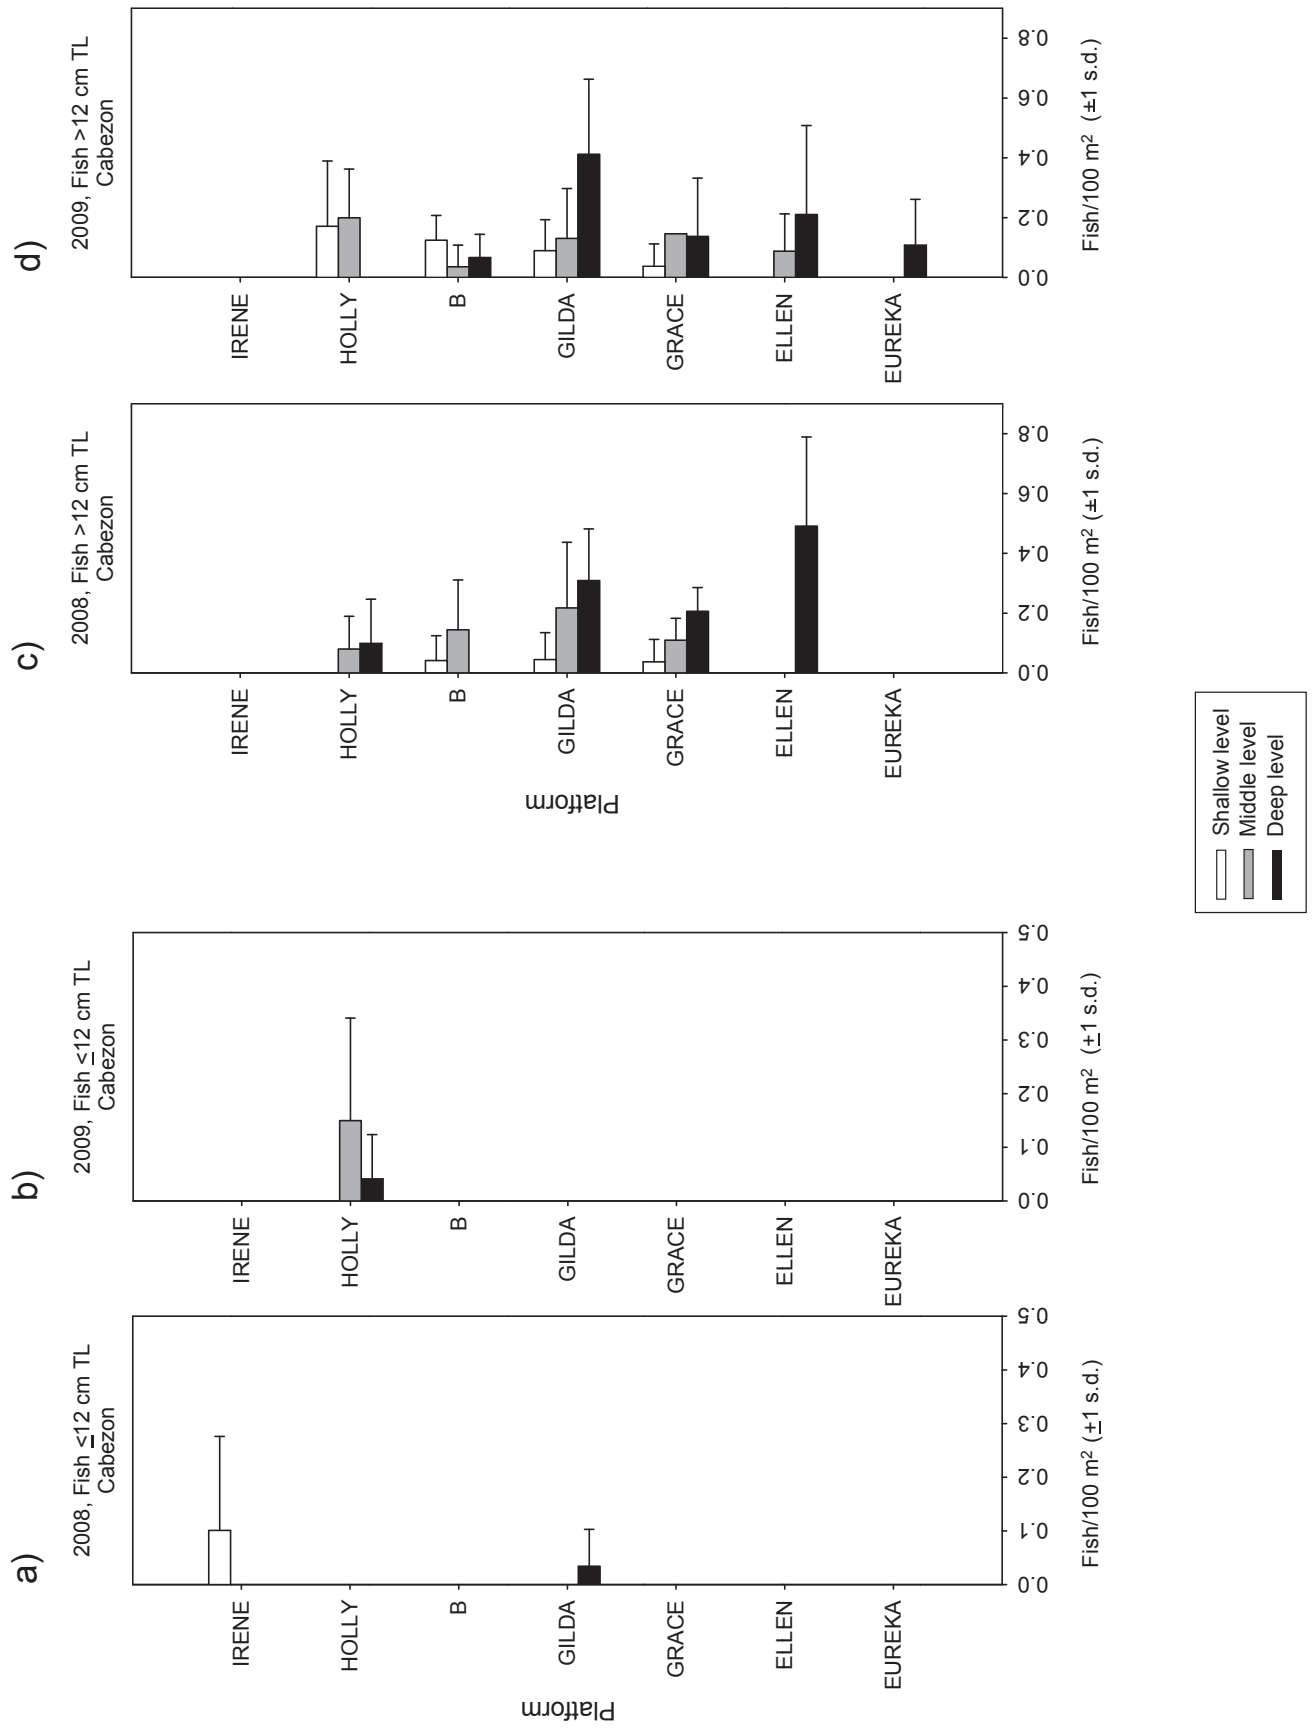 a)
2008, Fish ≤12 cm TL
Cabezon
Platform
IRENE
HOLLY
B
GILDA
GRACE
ELLEN
EUREKA
0.0
0.1
0.2
0.3
0.4
0.5
Fish/100 m² (±1 s.d.)
b)
2009, Fish ≤12 cm TL
Cabezon
IRENE
HOLLY
B
GILDA
GRACE
ELLEN
EUREKA
0.0
0.1
0.2
0.3
0.4
0.5
Fish/100 m² (±1 s.d.)
c)
2008, Fish >12 cm TL
Cabezon
Platform
IRENE
HOLLY
B
GILDA
GRACE
ELLEN
EUREKA
0.0
0.2
0.4
0.6
0.8
Fish/100 m² (±1 s.d.)
d)
2009, Fish >12 cm TL
Cabezon
IRENE
HOLLY
B
GILDA
GRACE
ELLEN
EUREKA
0.0
0.2
0.4
0.6
0.8
Fish/100 m² (±1 s.d.)
Shallow level
Middle level
Deep level